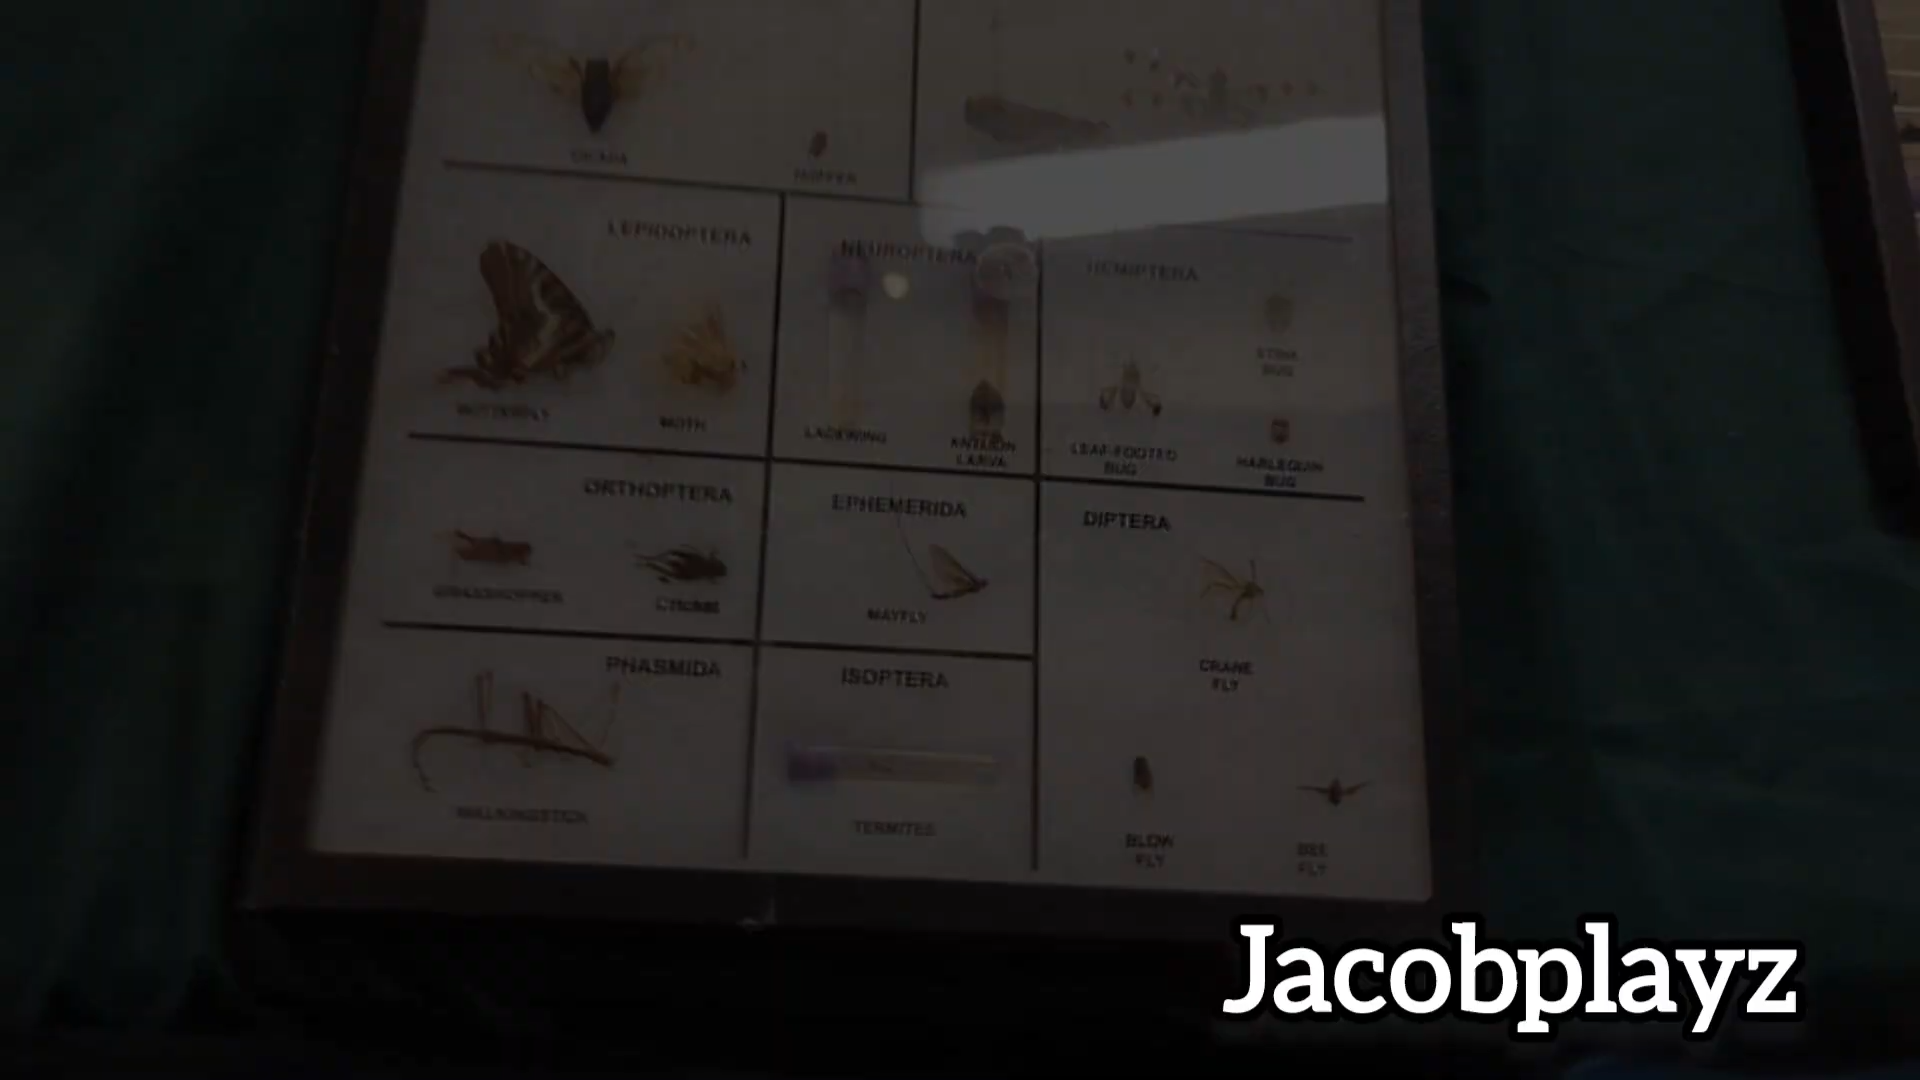 CICADA
HOPPER
LEPIDOPTERA
BUTTERFLY
MOTH
NEUROPTERA
LACEWING
ANTLION
LARVA
HEMIPTERA
STINK
BUG
LEAF-FOOTED
BUG
HARLEQUIN
BUG
ORTHOPTERA
GRASSHOPPER
Cricket
EPHEMERIDA
MAYFLY
DIPTERA
CRANE
FLY
BLOW
FLY
BEE
FLY
PHASMIDA
WALKINGSTICK
ISOPTERA
TERMITES
Jacobplayz